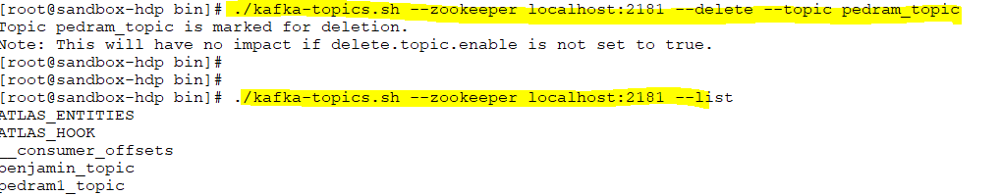 [root@sandbox-hdp bin]# ./kafka-topics.sh --zookeeper localhost:2181 --delete --topic pedram_topic
Topic pedram_topic is marked for deletion.
Note: This will have no impact if delete.topic.enable is not set to true.
[root@sandbox-hdp bin]#
[root@sandbox-hdp bin]#
[root@sandbox-hdp bin]# ./kafka-topics.sh --zookeeper localhost:2181 --list
ATLAS_ENTITIES
ATLAS_HOOK
__consumer_offsets
benjamin_topic
pedram1_topic